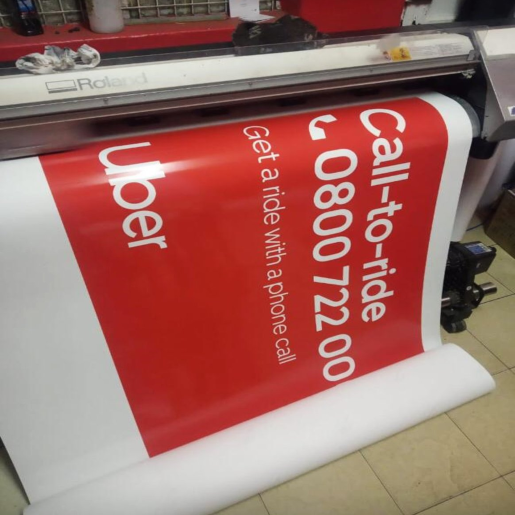 Roland
Call-to-ride
0800 722 00
Get a ride with a phone call
Uber